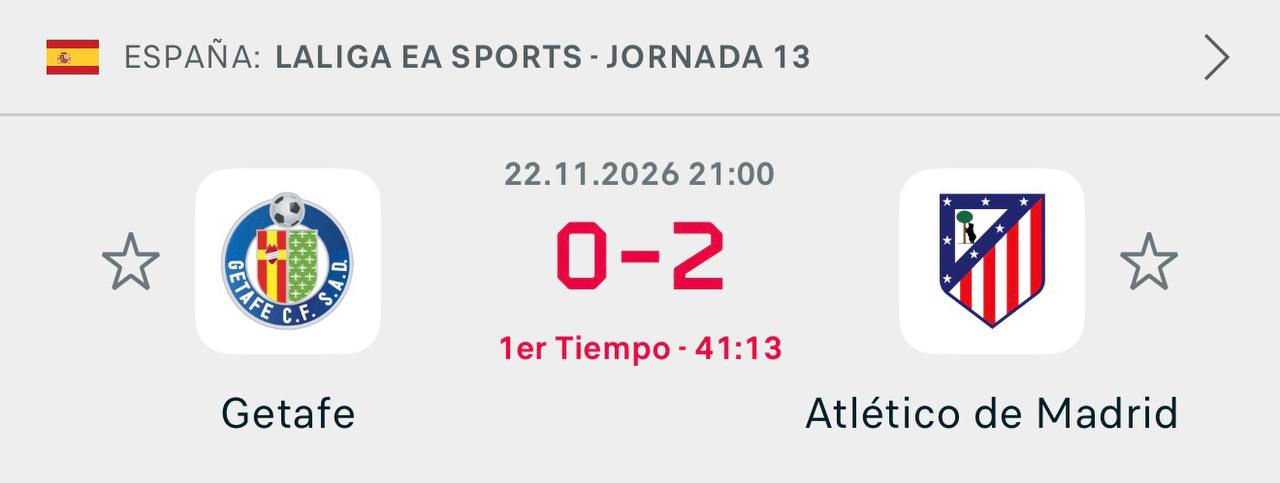 ESPAÑA: LALIGA EA SPORTS - JORNADA 13
22.11.2026 21:00
0-2
1er Tiempo - 41:13
GETAFE C.F. S.A.D.
Getafe
Atlético de Madrid